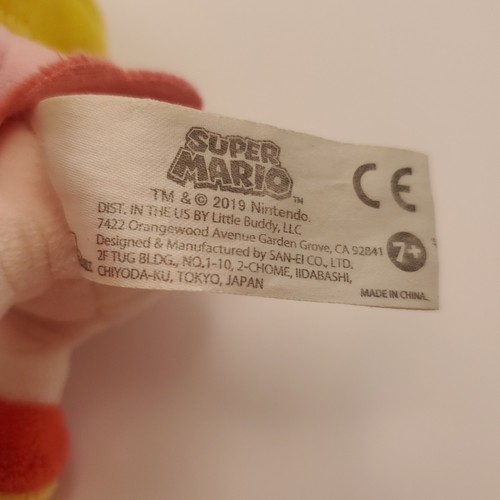 SUPER
MARIO TM
TM & © 2019 Nintendo.
DIST. IN THE US BY Little Buddy, LLC
7422 Orangewood Avenue Garden Grove, CA 92841
Designed & Manufactured by SAN-EI CO., LTD.
2F TUG BLDG., NO.1-10, 2-CHOME, IIDABASHI,
CHIYODA-KU, TOKYO, JAPAN
CE
7+
MADE IN CHINA.